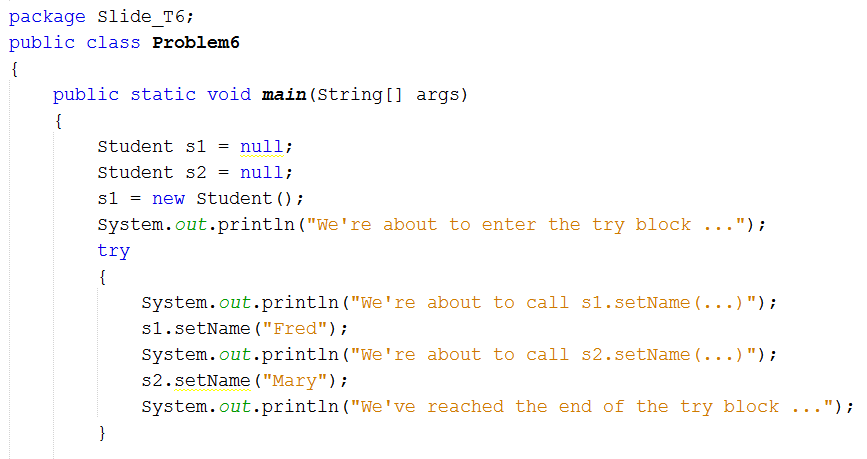 package Slide_T6;
public class Problem6
{
    public static void main(String[] args)
    {
        Student s1 = null;
        Student s2 = null;
        s1 = new Student();
        System.out.println("We're about to enter the try block ...");
        try
        {
            System.out.println("We're about to call s1.setName(...)");
            s1.setName("Fred");
            System.out.println("We're about to call s2.setName(...)");
            s2.setName("Mary");
            System.out.println("We've reached the end of the try block ...");
        }